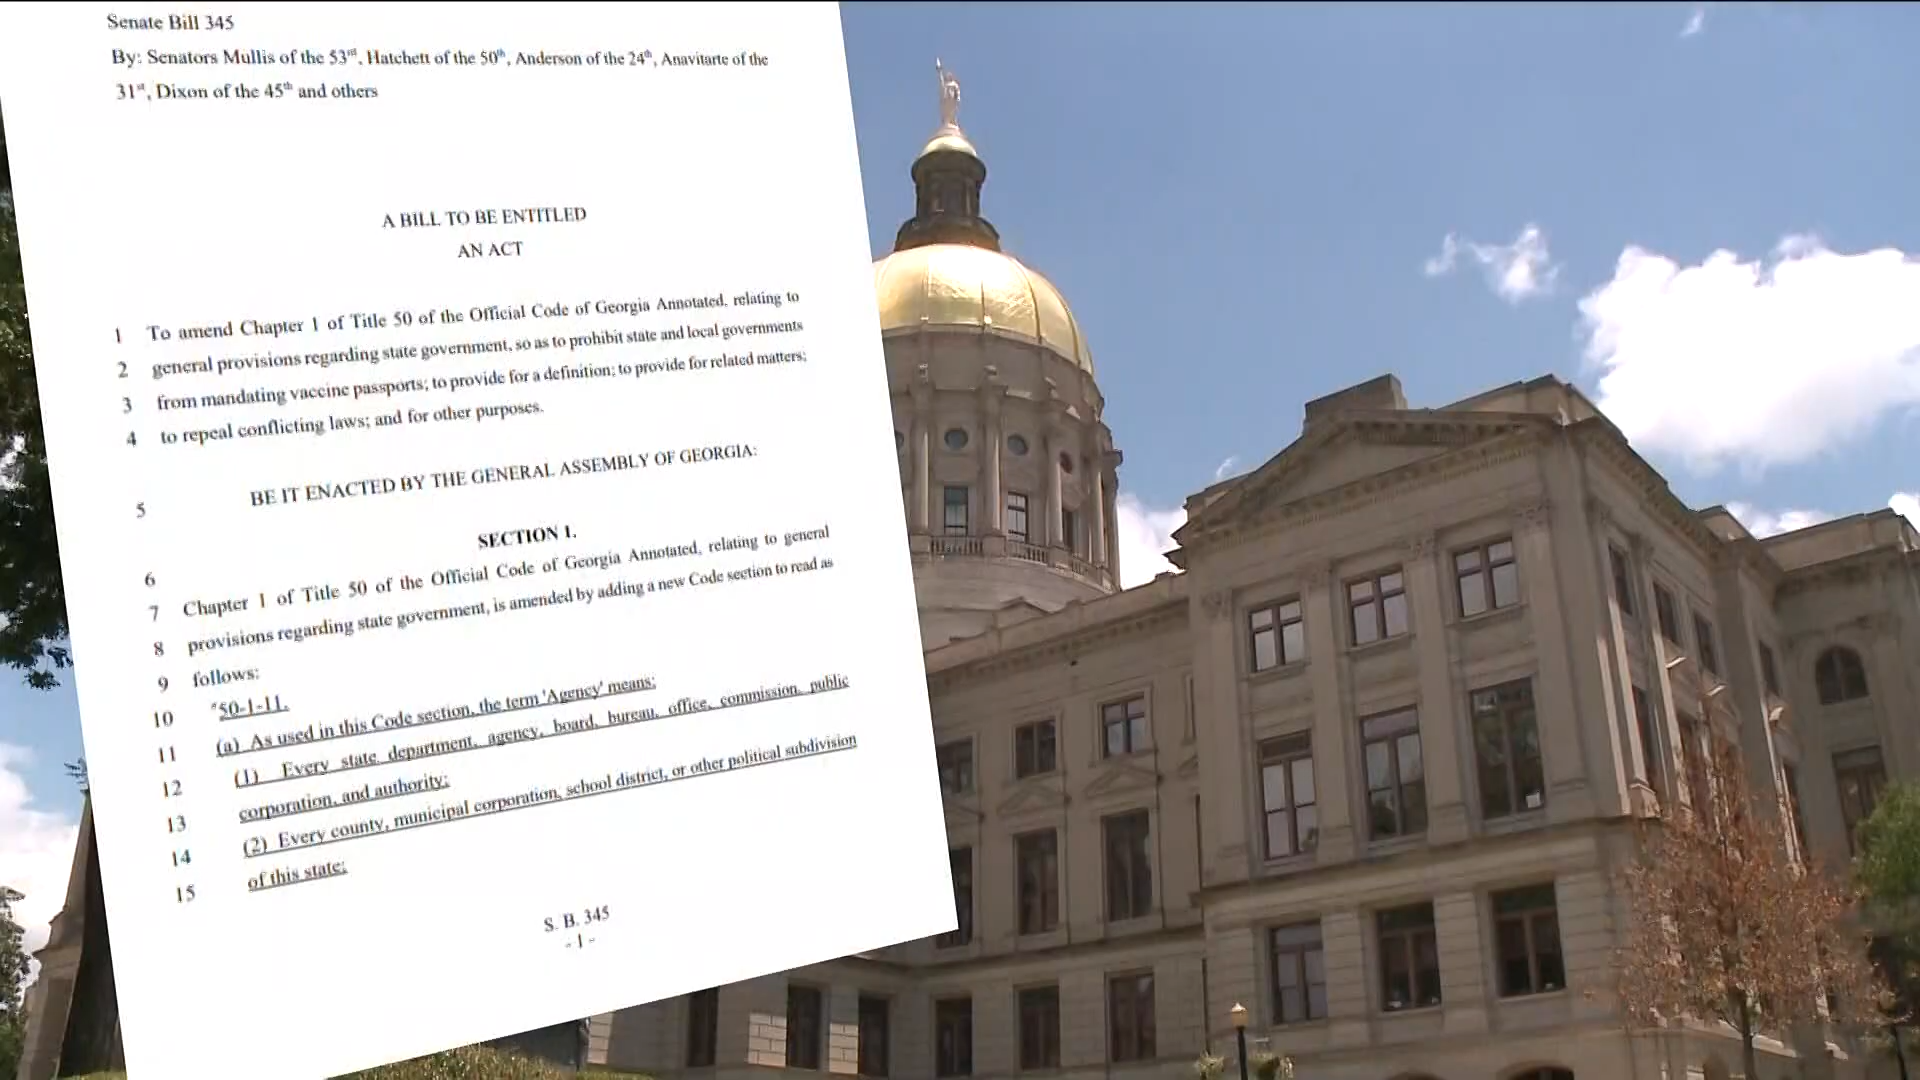 Senate Bill 345
By: Senators Mullis of the 53rd, Hatchett of the 50th, Anderson of the 24th, Anavitarte of the
31st, Dixon of the 45th and others
A BILL TO BE ENTITLED
AN ACT
1 To amend Chapter 1 of Title 50 of the Official Code of Georgia Annotated, relating to
2 general provisions regarding state government, so as to prohibit state and local governments
3 from mandating vaccine passports; to provide for a definition; to provide for related matters;
4 to repeal conflicting laws; and for other purposes.
5 BE IT ENACTED BY THE GENERAL ASSEMBLY OF GEORGIA:
6 SECTION 1.
7 Chapter 1 of Title 50 of the Official Code of Georgia Annotated, relating to general
8 provisions regarding state government, is amended by adding a new Code section to read as
9 follows:
10 "50-1-11.
11 (a) As used in this Code section, the term 'Agency' means:
12 (1) Every state department, agency, board, bureau, office, commission, public
13 corporation, and authority;
14 (2) Every county, municipal corporation, school district, or other political subdivision
15 of this state;
S. B. 345
- 1 -